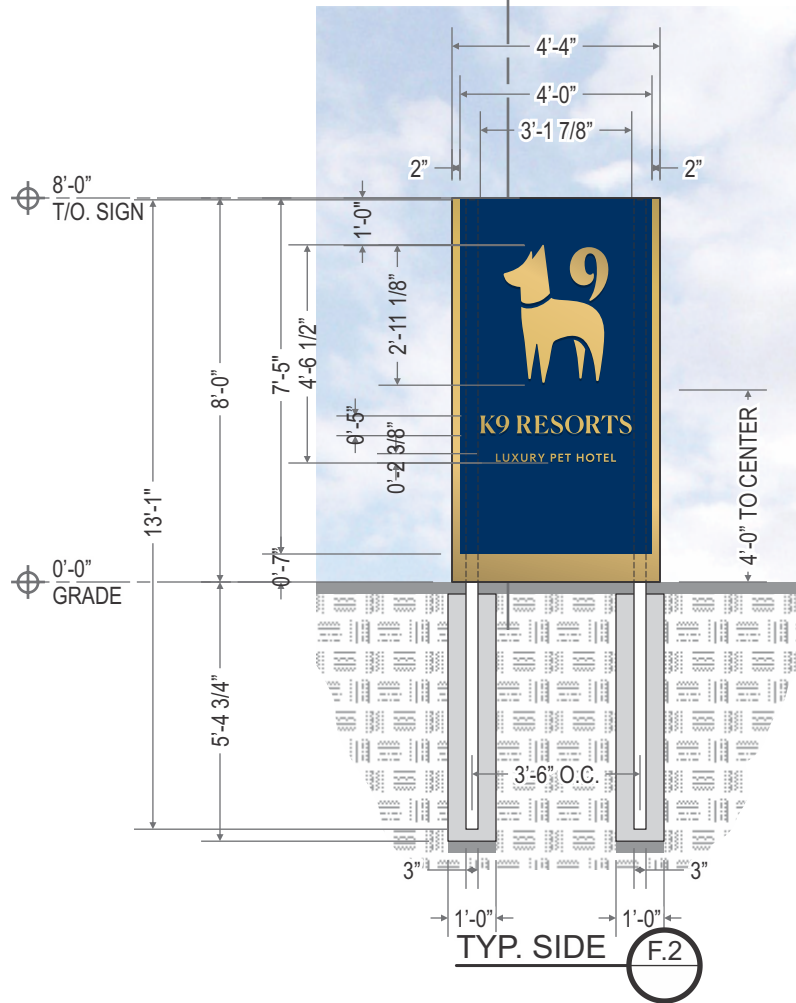 4’-4”
4’-0”
3’-1 7/8”
2”
2”
8’-0”
T/O. SIGN
1’-0”
2’-11 1/8”
4’-6 1/2”
7’-5"
8’-0”
13’-1"
0’-5”
0’-2 3/8”
K9
K9 RESORTS
LUXURY PET HOTEL
4’-0” TO CENTER
0’-0”
GRADE
0’-7”
5’-4 3/4”
3’-6” O.C.
3”
3”
1’-0”
1’-0”
TYP. SIDE
F.2